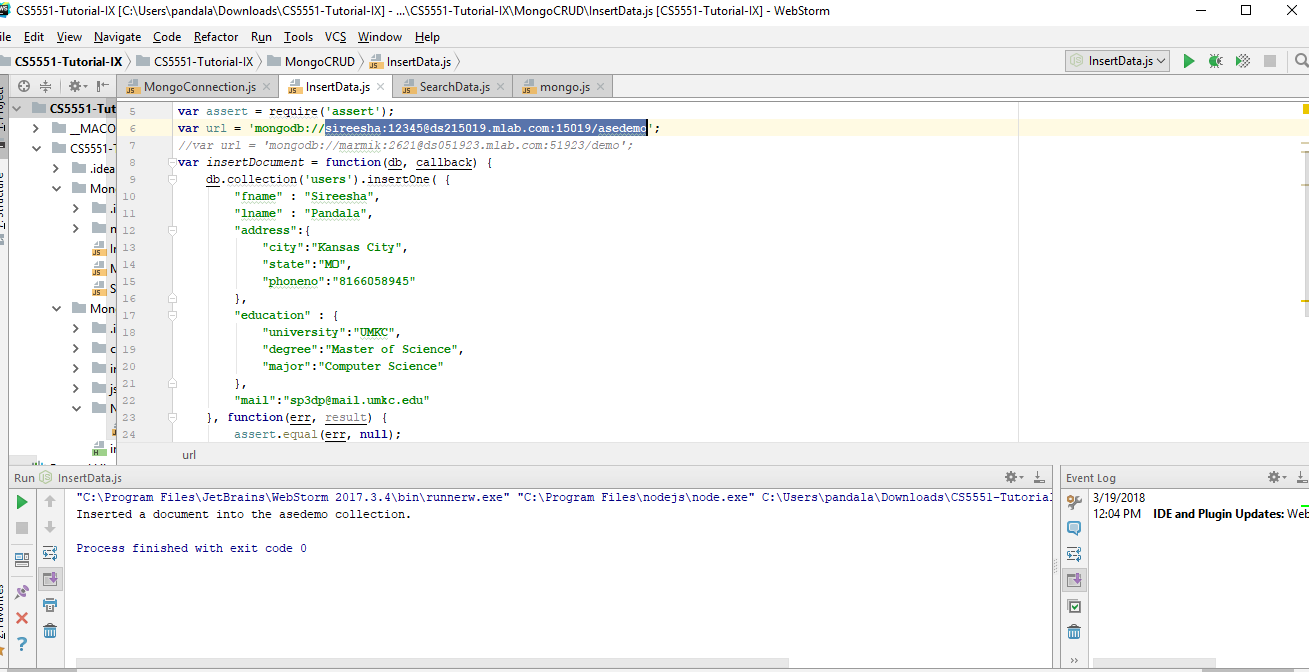 CS5551-Tutorial-IX [C:\Users\pandala\Downloads\CS5551-Tutorial-IX] - ...\CS5551-Tutorial-IX\MongoCRUD\InsertData.js [CS5551-Tutorial-IX] - WebStorm
ile Edit View Navigate Code Refactor Run Tools VCS Window Help
CS5551-Tutorial-IX CS5551-Tutorial-IX MongoCRUD InsertData.js InsertData.js
MongoConnection.js InsertData.js SearchData.js mongo.js
CS5551-Tut
__MACO
CS5551-T
.idea
Mon
Mon
5 var assert = require('assert');
6 var url = 'mongodb://sireesha:12345@ds215019.mlab.com:15019/asedemo';
7 //var url = 'mongodb://marmik:2621@ds051923.mlab.com:51923/demo';
8 var insertDocument = function(db, callback) {
9 db.collection('users').insertOne( {
10 "fname" : "Sireesha",
11 "lname" : "Pandala",
12 "address":{
13 "city":"Kansas City",
14 "state":"MO",
15 "phoneno":"8166058945"
16 },
17 "education" : {
18 "university":"UMKC",
19 "degree":"Master of Science",
20 "major":"Computer Science"
21 },
22 "mail":"sp3dp@mail.umkc.edu"
23 }, function(err, result) {
24 assert.equal(err, null);
url
Run InsertData.js
"C:\Program Files\JetBrains\WebStorm 2017.3.4\bin\runnerw.exe" "C:\Program Files\nodejs\node.exe" C:\Users\pandala\Downloads\CS5551-Tutorial
Inserted a document into the asedemo collection.
Process finished with exit code 0
Event Log
3/19/2018
12:04 PM IDE and Plugin Updates: Web